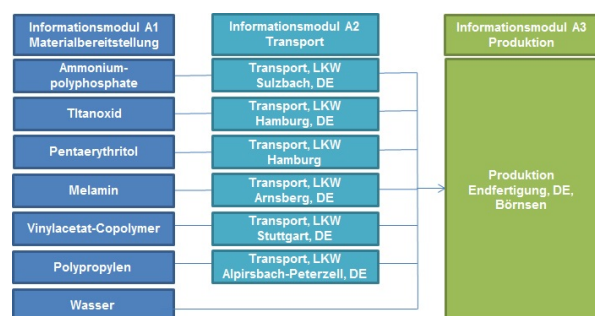 Informationsmodul A1
Materialbereitstellung
Informationsmodul A2
Transport
Informationsmodul A3
Produktion
Ammonium-
polyphosphate
Transport, LKW
Sulzbach, DE
TItanoxid
Transport, LKW
Hamburg, DE
Pentaerythritol
Transport, LKW
Hamburg
Melamin
Transport, LKW
Arnsberg, DE
Vinylacetat-Copolymer
Transport, LKW
Stuttgart, DE
Polypropylen
Transport, LKW
Alpirsbach-Peterzell, DE
Wasser
Produktion
Endfertigung, DE,
Börnsen